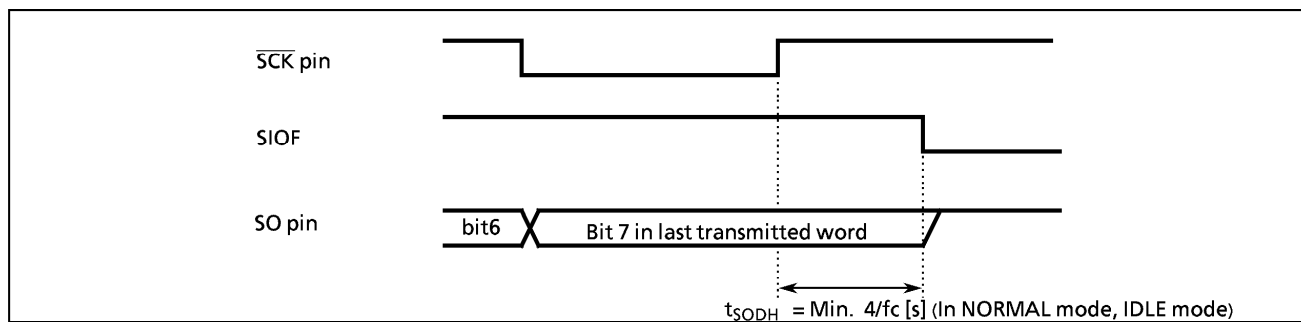 S̅C̅K̅ pin
SIOF
SO pin
bit6
Bit 7 in last transmitted word
tSODH = Min. 4/fc [s] (In NORMAL mode, IDLE mode)